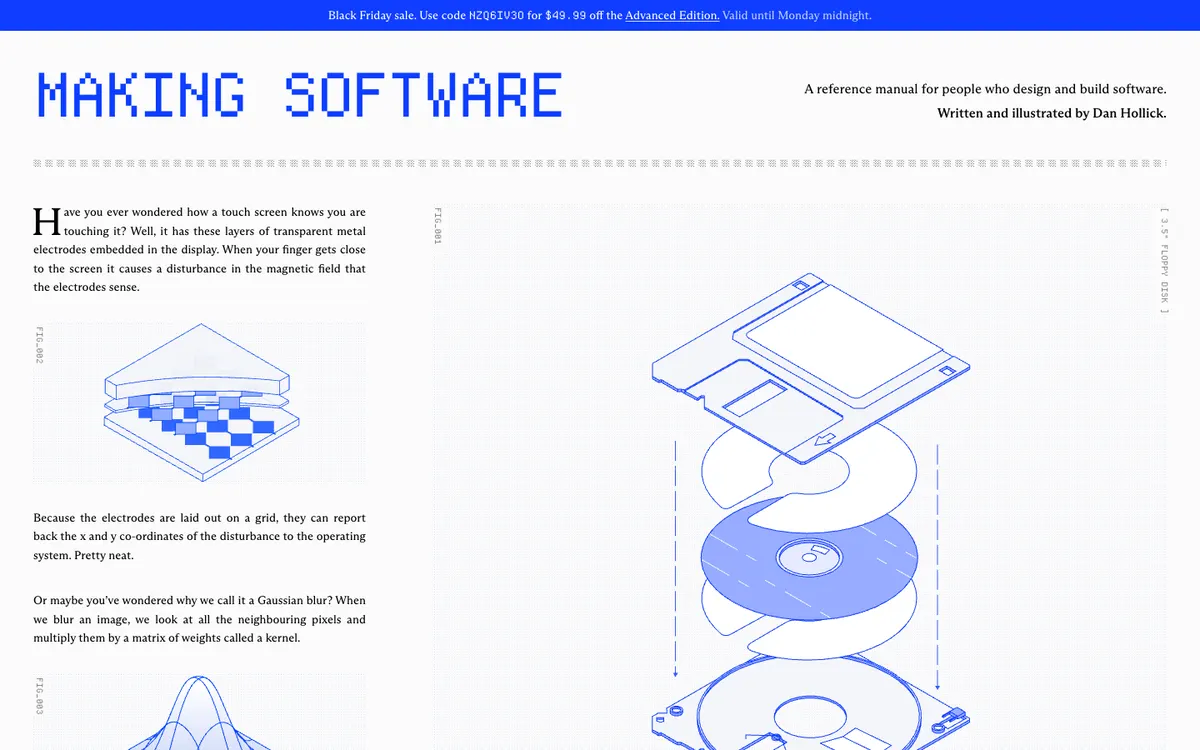 Black Friday sale. Use code NZQ6IV3O for $49.99 off the Advanced Edition. Valid until Monday midnight.
MAKING SOFTWARE
A reference manual for people who design and build software.
Written and illustrated by Dan Hollick.
Have you ever wondered how a touch screen knows you are
touching it? Well, it has these layers of transparent metal
electrodes embedded in the display. When your finger gets close
to the screen it causes a disturbance in the magnetic field that
the electrodes sense.
FIG_002
Because the electrodes are laid out on a grid, they can report
back the x and y co-ordinates of the disturbance to the operating
system. Pretty neat.
Or maybe you've wondered why we call it a Gaussian blur? When
we blur an image, we look at all the neighbouring pixels and
multiply them by a matrix of weights called a kernel.
FIG_003
FIG_001
[ 3.5" FLOPPY DISK ]